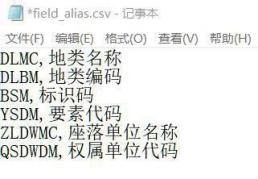 *field_alias.csv - 记事本
文件(F) 编辑(E) 格式(O) 查看(V) 帮助(H)
DLMC,地类名称
DLBM,地类编码
BSM,标识码
YSDM,要素代码
ZLDWMC,座落单位名称
QSDWDM,权属单位代码